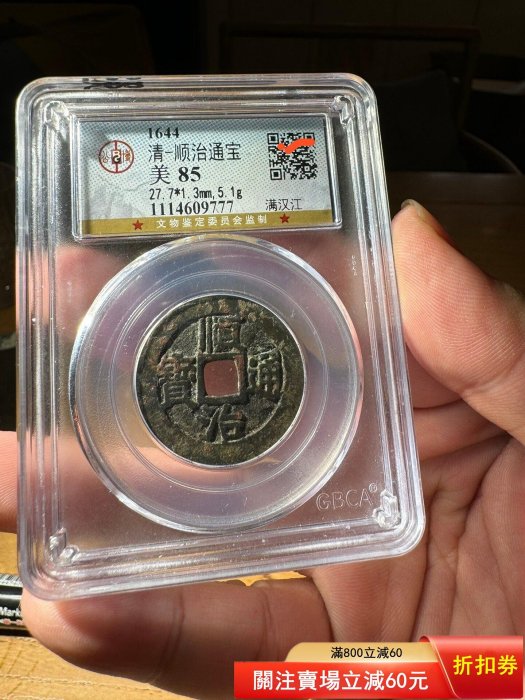 1644
清-顺治通宝
美 85
27.7*1.3mm,5.1g
1114609777
满汉江
★ 文物鉴定委员会监制 ★
順
寶 通
治
GBCA®
Mark
滿800立減60
關注賣場立減60元
折扣券